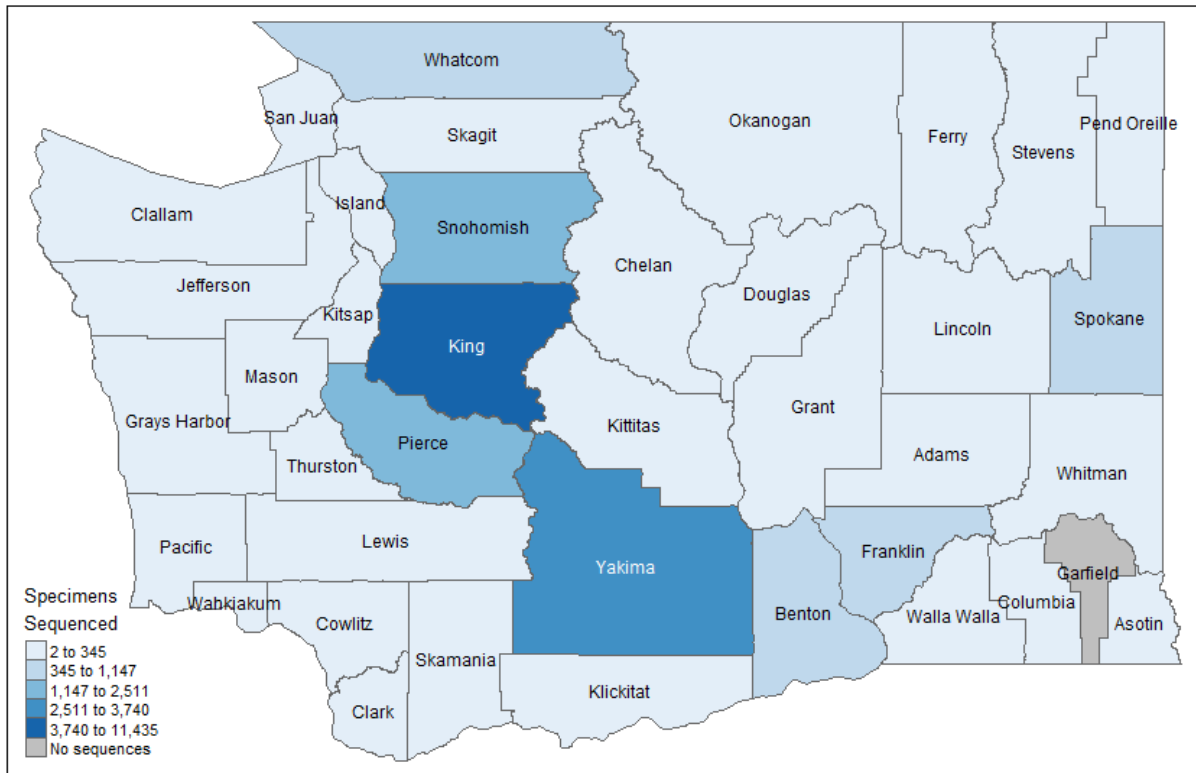 Whatcom
San Juan
Skagit
Okanogan
Ferry
Stevens
Pend Oreille
Clallam
Island
Snohomish
Chelan
Jefferson
Kitsap
Douglas
Lincoln
Spokane
King
Mason
Grays Harbor
Grant
Kittitas
Pierce
Thurston
Adams
Whitman
Pacific
Lewis
Yakima
Franklin
Garfield
Wahkiakum
Cowlitz
Skamania
Benton
Walla Walla
Columbia
Asotin
Klickitat
Clark
Specimens
Sequenced
2 to 345
345 to 1,147
1,147 to 2,511
2,511 to 3,740
3,740 to 11,435
No sequences